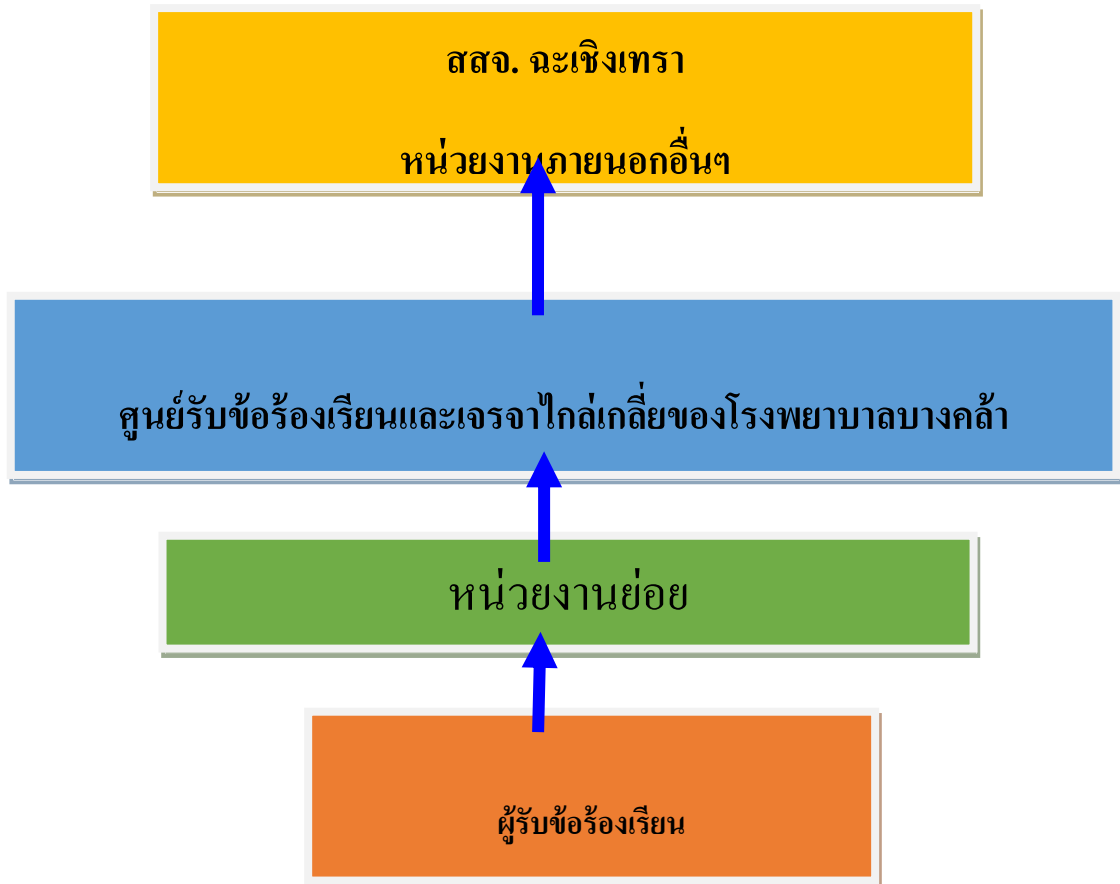 สสจ. ฉะเชิงเทรา
หน่วยงานภายนอกอื่นๆ
ศูนย์รับข้อร้องเรียนและเจรจาไกล่เกลี่ยของโรงพยาบาลบางคล้า
หน่วยงานย่อย
ผู้รับข้อร้องเรียน